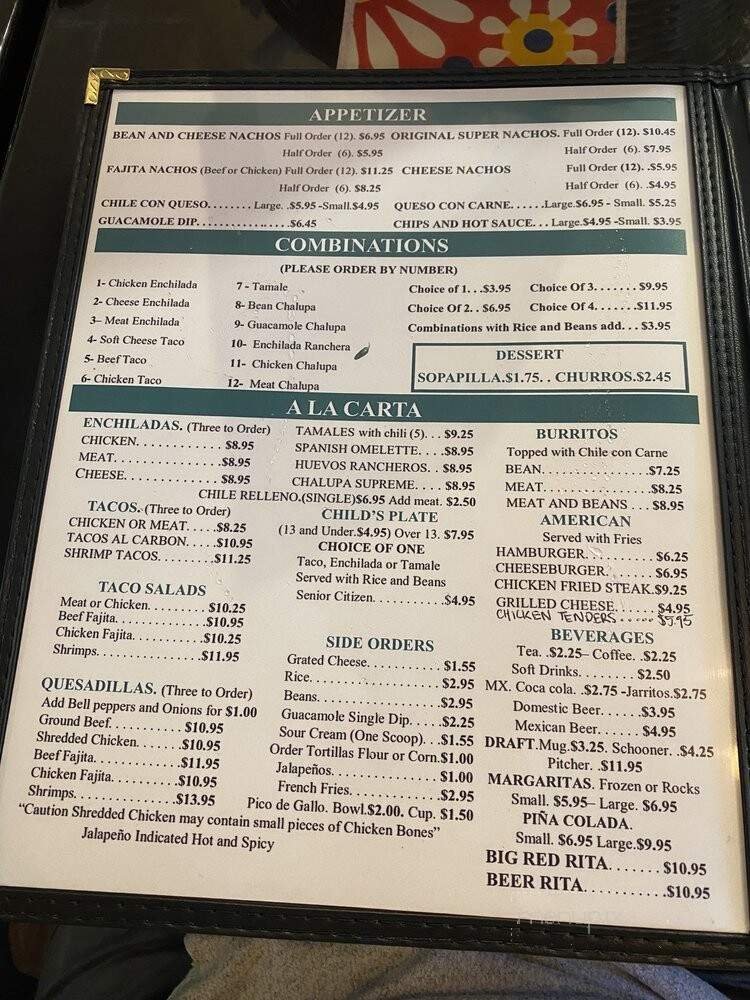 APPETIZER
BEAN AND CHEESE NACHOS Full Order (12). $6.95 ORIGINAL SUPER NACHOS. Full Order (12). $10.45
Half Order (6). $5.95 Half Order (6). $7.95
FAJITA NACHOS (Beef or Chicken) Full Order (12). $11.25 CHEESE NACHOS Full Order (12). .$5.95
Half Order (6). $8.25 Half Order (6). .$4.95
CHILE CON QUESO........ Large. .$5.95 -Small.$4.95 QUESO CON CARNE......Large.$6.95 - Small. $5.25
GUACAMOLE DIP..............$6.45 CHIPS AND HOT SAUCE... Large.$4.95 -Small. $3.95
COMBINATIONS
(PLEASE ORDER BY NUMBER)
1- Chicken Enchilada
2- Cheese Enchilada
3– Meat Enchilada
4- Soft Cheese Taco
5- Beef Taco
6- Chicken Taco
7 - Tamale
8- Bean Chalupa
9- Guacamole Chalupa
10- Enchilada Ranchera
11- Chicken Chalupa
12- Meat Chalupa
Choice of 1...$3.95 Choice Of 3.......$9.95
Choice Of 2. . $6.95 Choice Of 4.......$11.95
Combinations with Rice and Beans add. . . $3.95
DESSERT
SOPAPILLA.$1.75. . CHURROS.$2.45
A LA CARTA
ENCHILADAS. (Three to Order)
CHICKEN............ $8.95
MEAT..............$8.95
CHEESE............ $8.95
TACOS. (Three to Order)
CHICKEN OR MEAT.....$8.25
TACOS AL CARBON....$10.95
SHRIMP TACOS.........$11.25
TACO SALADS
Meat or Chicken......... $10.25
Beef Fajita..............$10.95
Chicken Fajita...........$10.25
Shrimps.................$11.95
QUESADILLAS. (Three to Order)
Add Bell peppers and Onions for $1.00
Ground Beef........... $10.95
Shredded Chicken.......$10.95
Beef Fajita..............$11.95
Chicken Fajita...........$10.95
Shrimps................$13.95
"Caution Shredded Chicken may contain small pieces of Chicken Bones"
Jalapeño Indicated Hot and Spicy
TAMALES with chili (5). . . $9.25
SPANISH OMELETTE. . . .$8.95
HUEVOS RANCHEROS. . $8.95
CHALUPA SUPREME. . . . $8.95
CHILE RELLENO.(SINGLE)$6.95 Add meat. $2.50
CHILD'S PLATE
(13 and Under.$4.95) Over 13. $7.95
CHOICE OF ONE
Taco, Enchilada or Tamale
Served with Rice and Beans
Senior Citizen............$4.95
SIDE ORDERS
Grated Cheese.......... $1.55
Rice................... $2.95
Beans..................$2.95
Guacamole Single Dip.....$2.25
Sour Cream (One Scoop). . .$1.55
Order Tortillas Flour or Corn.$1.00
Jalapeños............... $1.00
French Fries.............$2.95
Pico de Gallo. Bowl.$2.00. Cup. $1.50
BURRITOS
Topped with Chile con Carne
BEAN................$7.25
MEAT................$8.25
MEAT AND BEANS . . . $8.95
AMERICAN
Served with Fries
HAMBURGER.......... $6.25
CHEESEBURGER....... $6.95
CHICKEN FRIED STEAK.$9.25
GRILLED CHEESE...... $4.95
CHICKEN TENDERS..... $5.95
BEVERAGES
Tea. .$2.25– Coffee. .$2.25
Soft Drinks......... $2.50
MX. Coca cola. .$2.75 -Jarritos.$2.75
Domestic Beer......$3.95
Mexican Beer...... $4.95
DRAFT.Mug.$3.25. Schooner. .$4.25
Pitcher. .$11.95
MARGARITAS. Frozen or Rocks
Small. $5.95– Large. $6.95
PIÑA COLADA.
Small. $6.95 Large.$9.95
BIG RED RITA....... $10.95
BEER RITA..........$10.95